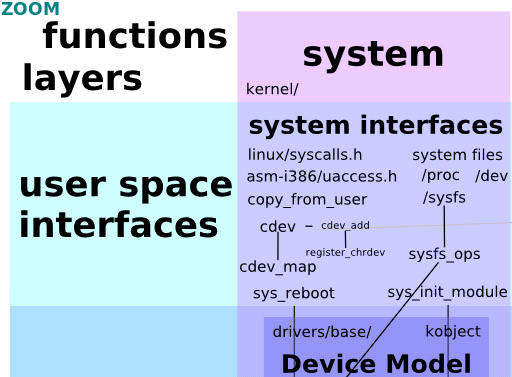 ZOOM
functions
layers
system
kernel/
system interfaces
user space
interfaces
linux/syscalls.h
asm-i386/uaccess.h
copy_from_user
cdev – cdev_add
register_chrdev
cdev_map
sys_reboot
system files
/proc /dev
/sysfs
sysfs_ops
sys_init_module
drivers/base/ kobject
Device Model